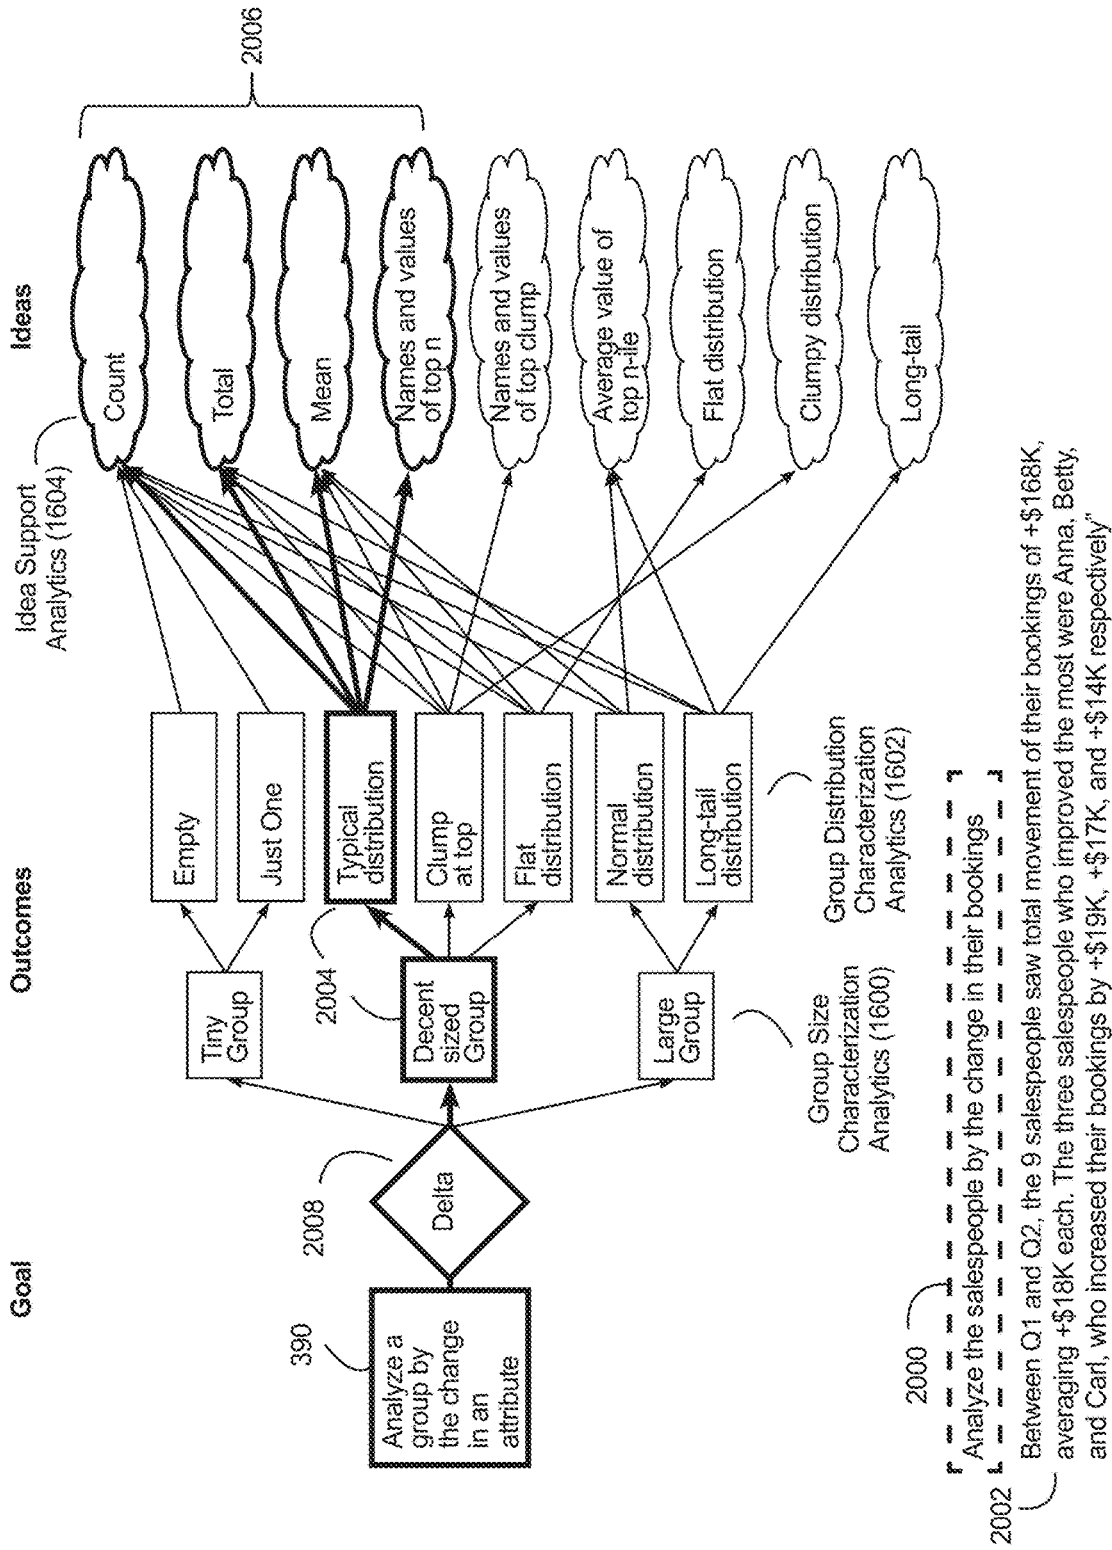 Goal
Outcomes
Ideas
Idea Support
Analytics (1604)
2006
390
Analyze a
group by
the change
in an
attribute
2008
Delta
2004
Tiny
Group
Decent
sized
Group
Large
Group
Empty
Just One
Typical
distribution
Clump
at top
Flat
distribution
Normal
distribution
Long-tail
distribution
Count
Total
Mean
Names and values
of top n
Names and values
of top clump
Average value of
top n-ile
Flat distribution
Clumpy distribution
Long-tail
Group Size
Characterization
Analytics (1600)
Group Distribution
Characterization
Analytics (1602)
2000
Analyze the salespeople by the change in their bookings
2002
Between Q1 and Q2, the 9 salespeople saw total movement of their bookings of +$168K,
averaging +$18K each. The three salespeople who improved the most were Anna, Betty,
and Carl, who increased their bookings by +$19K, +$17K, and +$14K respectively”